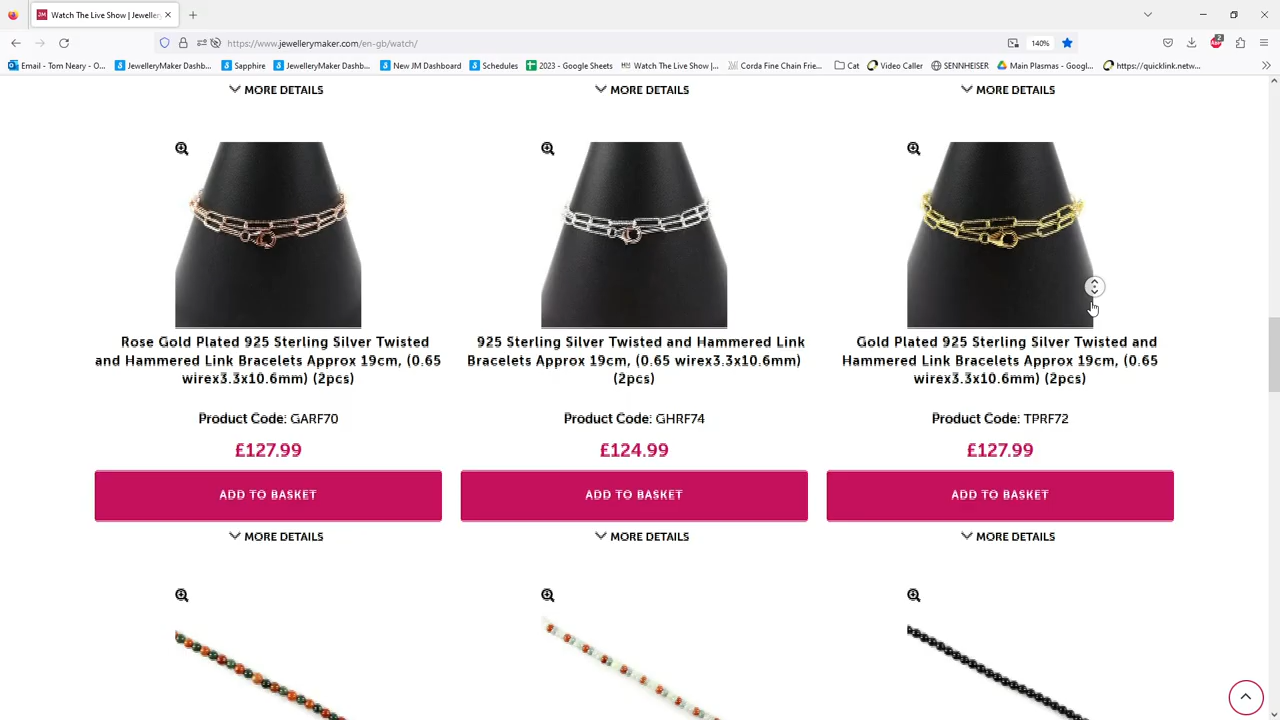 Watch The Live Show | Jeweller
https://www.jewellerymaker.com/en-gb/watch/
140%
2
Email - Tom Neary - O...
JewelleryMaker Dashb...
Sapphire
JewelleryMaker Dashb...
New JM Dashboard
Schedules
2023 - Google Sheets
Watch The Live Show |...
Corda Fine Chain Frie...
Cat
Video Caller
SENNHEISER
Main Plasmas - Googl...
https://quicklink.netw...
MORE DETAILS
MORE DETAILS
MORE DETAILS
Rose Gold Plated 925 Sterling Silver Twisted
and Hammered Link Bracelets Approx 19cm, (0.65
wirex3.3x10.6mm) (2pcs)
Product Code: GARF70
£127.99
ADD TO BASKET
MORE DETAILS
925 Sterling Silver Twisted and Hammered Link
Bracelets Approx 19cm, (0.65 wirex3.3x10.6mm)
(2pcs)
Product Code: GHRF74
£124.99
ADD TO BASKET
MORE DETAILS
Gold Plated 925 Sterling Silver Twisted and
Hammered Link Bracelets Approx 19cm, (0.65
wirex3.3x10.6mm) (2pcs)
Product Code: TPRF72
£127.99
ADD TO BASKET
MORE DETAILS